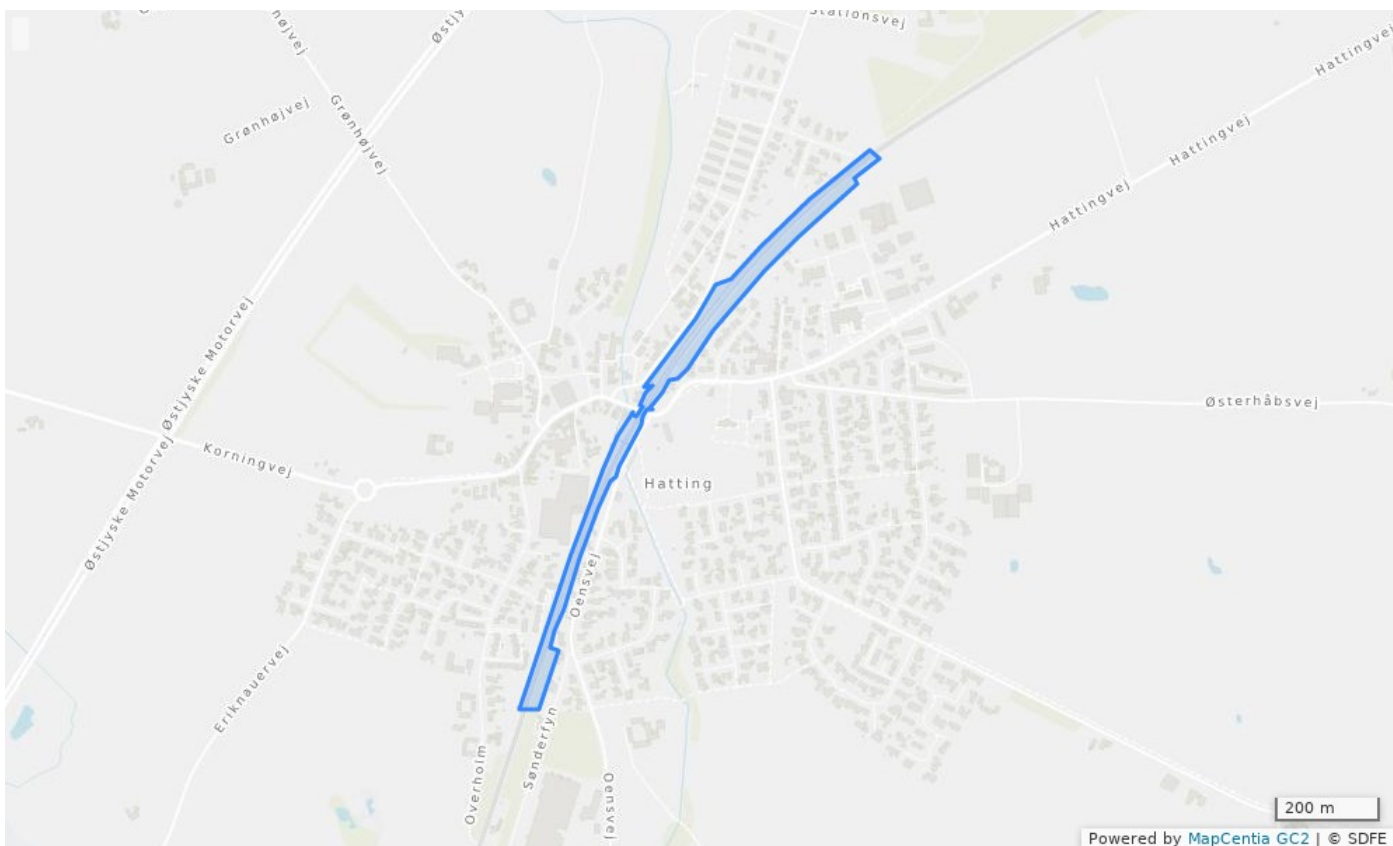 Stationsvej
Hattingvej
Grønhøjvej
Grønhøjvej
Hattingvej
Hattingvej
Østjyske Motorvej
Østerhåbsvej
Korningvej
Hatting
Østjyske Motorvej
Oensvej
Eriknauervej
Overholm
Sønderfyn
Oensvej
200 m
Powered by MapCentia GC2 | © SDFE